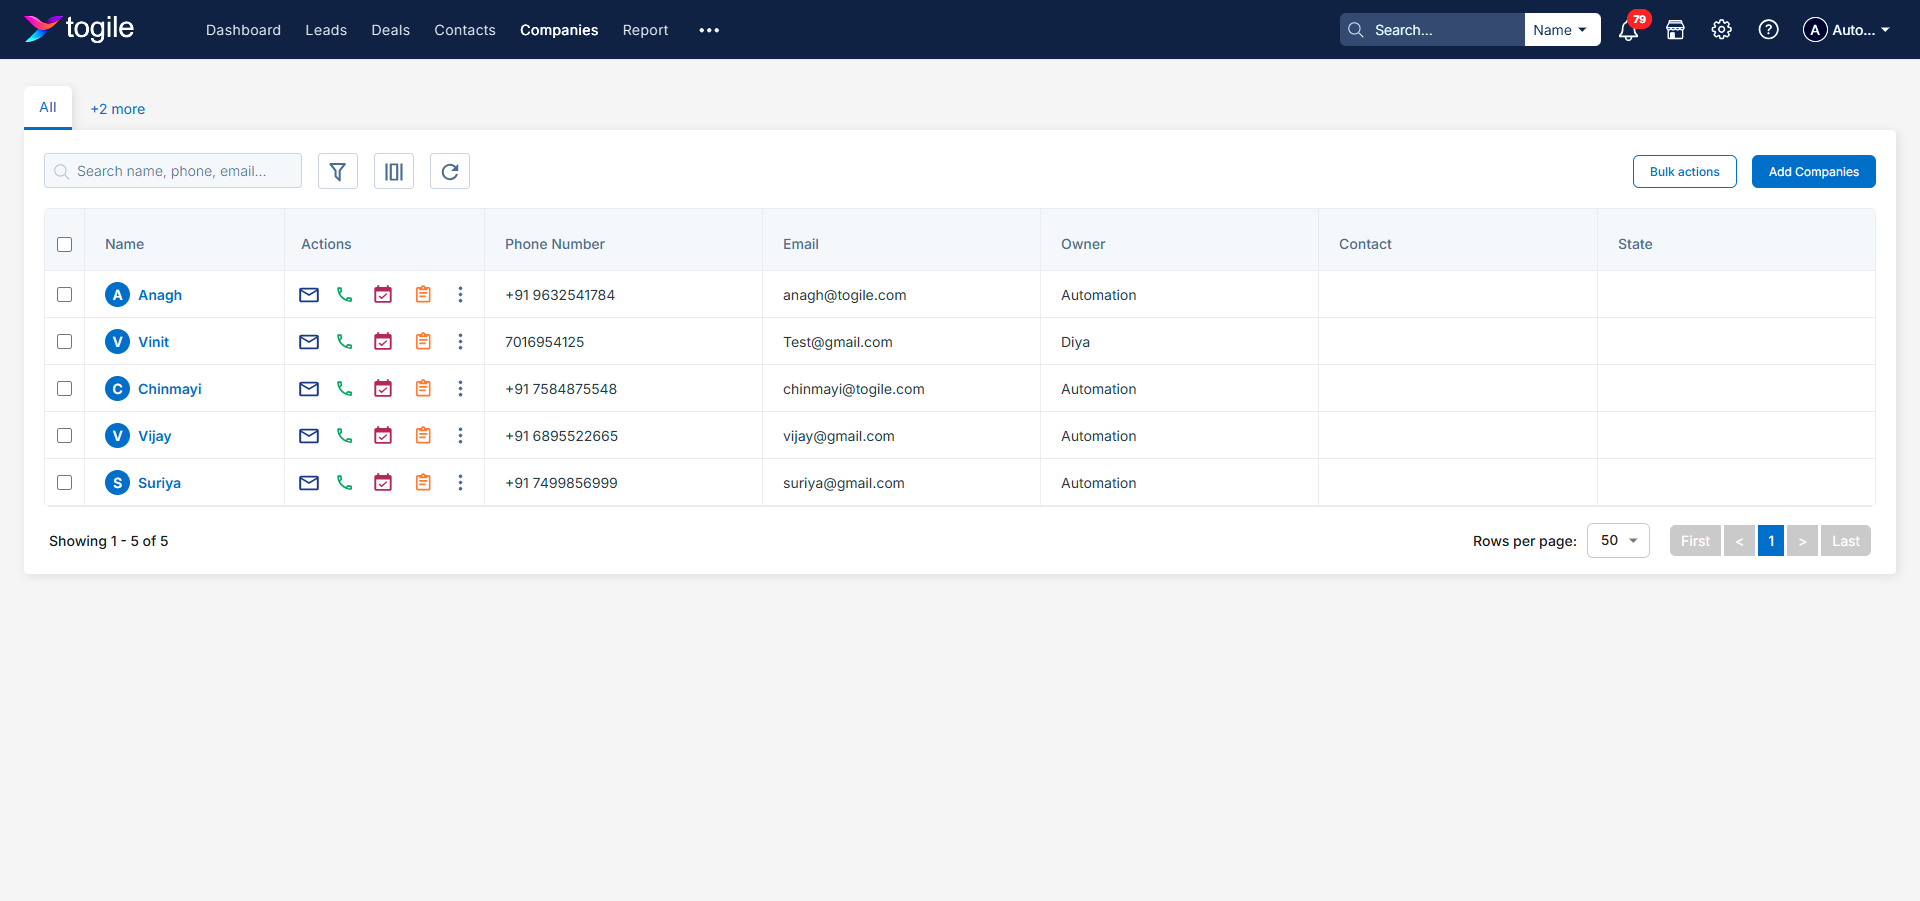 togile Dashboard Leads Deals Contacts Companies Report Search... Name 79 A Auto...
All +2 more
Search name, phone, email... Bulk actions Add Companies
Name Actions Phone Number Email Owner Contact State
A Anagh +91 9632541784 anagh@togile.com Automation
V Vinit 7016954125 Test@gmail.com Diya
C Chinmayi +91 7584875548 chinmayi@togile.com Automation
V Vijay +91 6895522665 vijay@gmail.com Automation
S Suriya +91 7499856999 suriya@gmail.com Automation
Showing 1 - 5 of 5 Rows per page: 50 First < 1 > Last